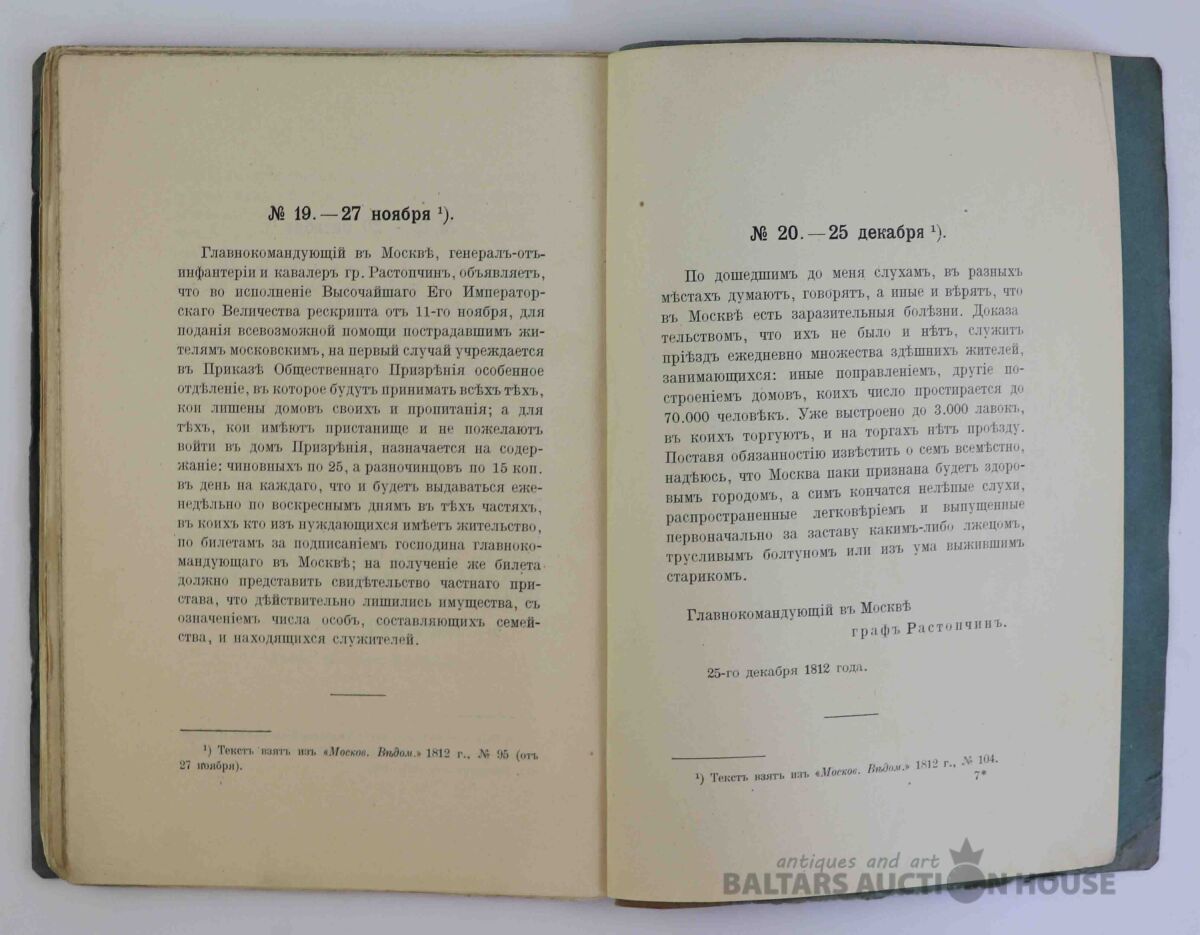 № 19.—27 ноября ¹).
Главнокомандующій въ Москвѣ, генералъ-отъ-
инфантеріи и кавалеръ гр. Растопчин, объявляетъ,
что во исполненіе Высочайшаго Его Император-
скаго Величества рескрипта отъ 11-го ноября, для
поданія всевозможной помощи пострадавшимъ жи-
телямъ московскимъ, на первый случай учреждается
въ Приказѣ Общественнаго Призрѣнія особенное
отдѣленіе, въ которое будутъ принимать всѣхъ тѣхъ,
кои лишены домовъ своихъ и пропитанія; а для
тѣхъ, кои имѣютъ пристанище и не пожелаютъ
войти въ домъ Призрѣнія, назначается на содер-
жаніе: чиновныхъ по 25, а разночинцовъ по 15 коп.
въ день на каждаго, что и будетъ выдаваться еже-
недѣльно по воскреснымъ днямъ въ тѣхъ частяхъ,
въ коихъ кто изъ нуждающихся имѣетъ жительство,
по билетамъ за подписаніемъ господина главноко-
мандующаго въ Москвѣ; на полученіе же билета
должно представить свидѣтельство частнаго при-
става, что дѣйствительно лишились имущества, съ
означеніемъ числа особъ, составляющихъ семей-
ства, и находящихся служителей.
¹) Текстъ взятъ изъ «Москов. Вѣдом.» 1812 г., № 95 (отъ
27 ноября).
№ 20.—25 декабря ¹).
По дошедшимъ до меня слухамъ, въ разныхъ
мѣстахъ думаютъ, говорятъ, а иные и вѣрятъ, что
въ Москвѣ есть заразительныя болѣзни. Доказа
тельствомъ, что ихъ не было и нѣтъ, служитъ
пріѣздъ ежедневно множества здѣшнихъ жителей,
занимающихся: иные поправленіемъ, другіе по-
строеніемъ домовъ, коихъ число простирается до
70.000 человѣкъ. Уже выстроено до 3.000 лавокъ,
въ коихъ торгуютъ, и на торгахъ нѣтъ проѣзду.
Поставя обязанностію извѣстить о семъ всемѣстно,
надѣюсь, что Москва паки признана будетъ здоро-
вымъ городомъ, а симъ кончатся нелѣпые слухи,
распространенные легковѣріемъ и выпущенные
первоначально за заставу какимъ-либо лжецомъ,
трусливымъ болтуномъ или изъ ума выжившимъ
старикомъ.
Главнокомандующій въ Москвѣ
графъ Растопчинъ.
25-го декабря 1812 года.
¹) Текстъ взятъ изъ «Москов. Вѣдом.» 1812 г., № 104.
7*
antiques and art
BALTARS AUCTION HOUSE